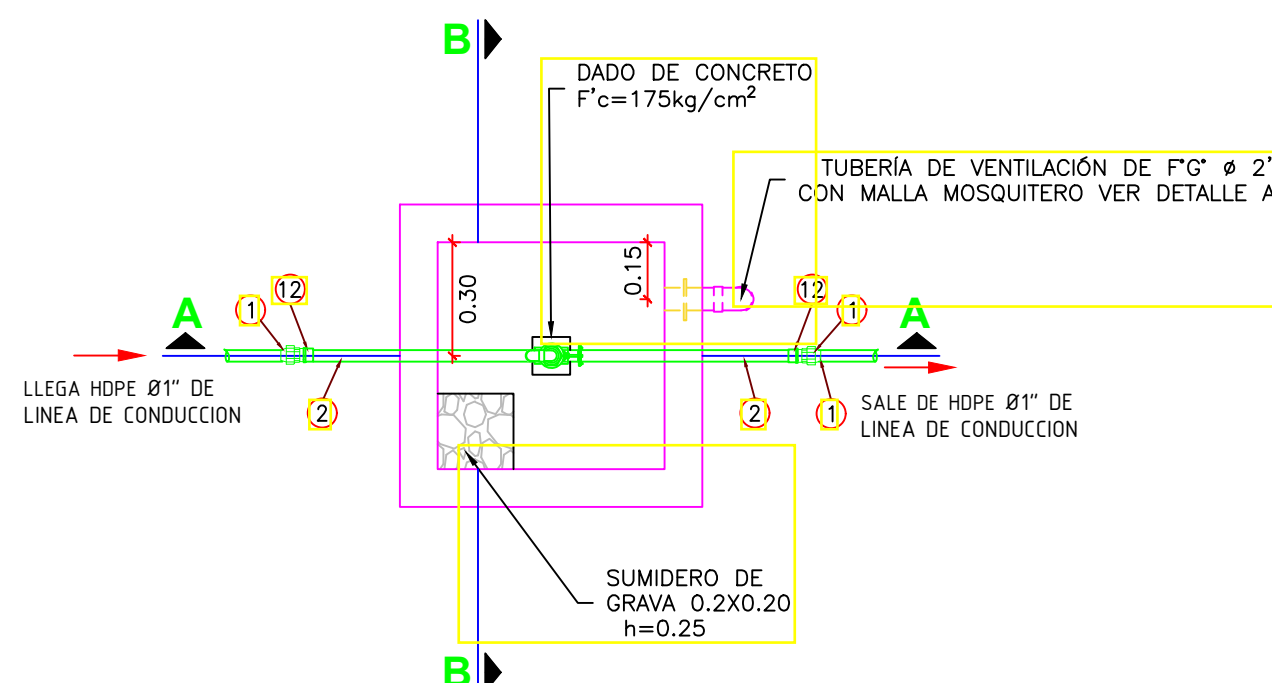 B
DADO DE CONCRETO
F'c=175kg/cm²
TUBERÍA DE VENTILACIÓN DE F°G° ø 2"
CON MALLA MOSQUITERO VER DETALLE A
0.30
0.15
1
12
12
1
A
A
LLEGA HDPE Ø1" DE
LINEA DE CONDUCCION
2
2
1
SALE DE HDPE Ø1" DE
LINEA DE CONDUCCION
SUMIDERO DE
GRAVA 0.2X0.20
h=0.25
B